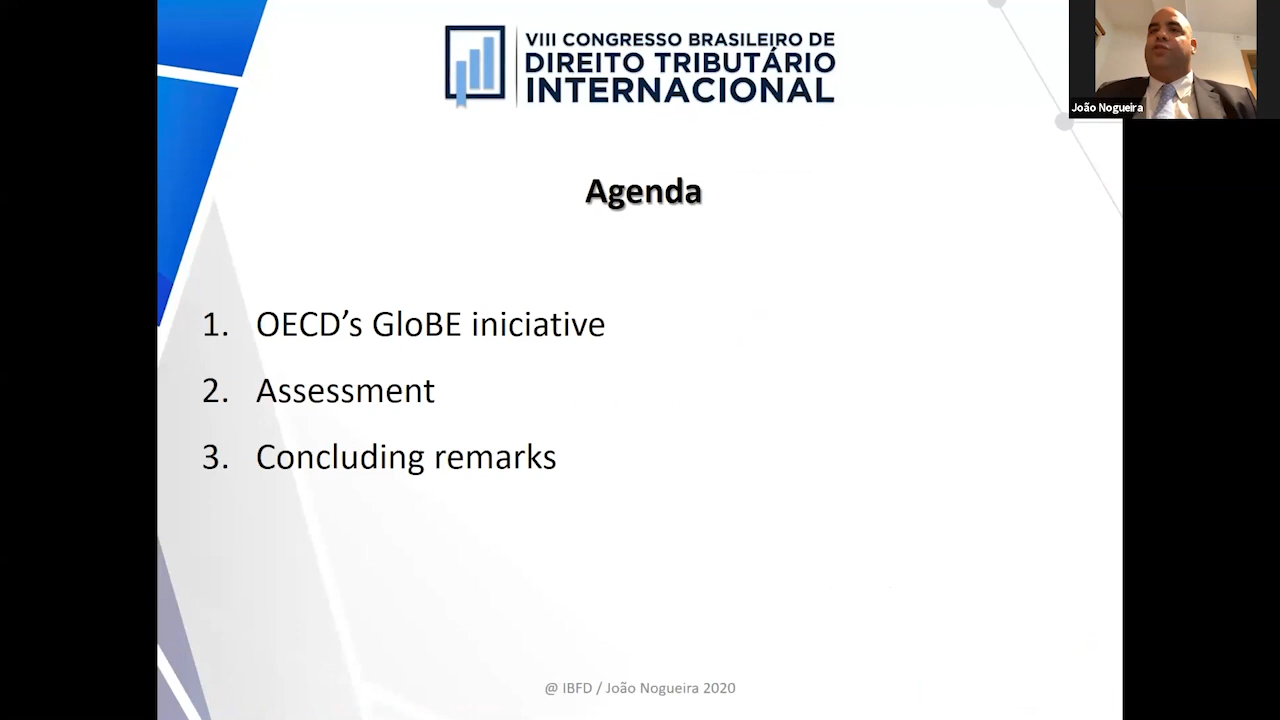 VIII CONGRESSO BRASILEIRO DE
DIREITO TRIBUTÁRIO
INTERNACIONAL
João Nogueira
Agenda
1. OECD’s GloBE iniciative
2. Assessment
3. Concluding remarks
@ IBFD / João Nogueira 2020